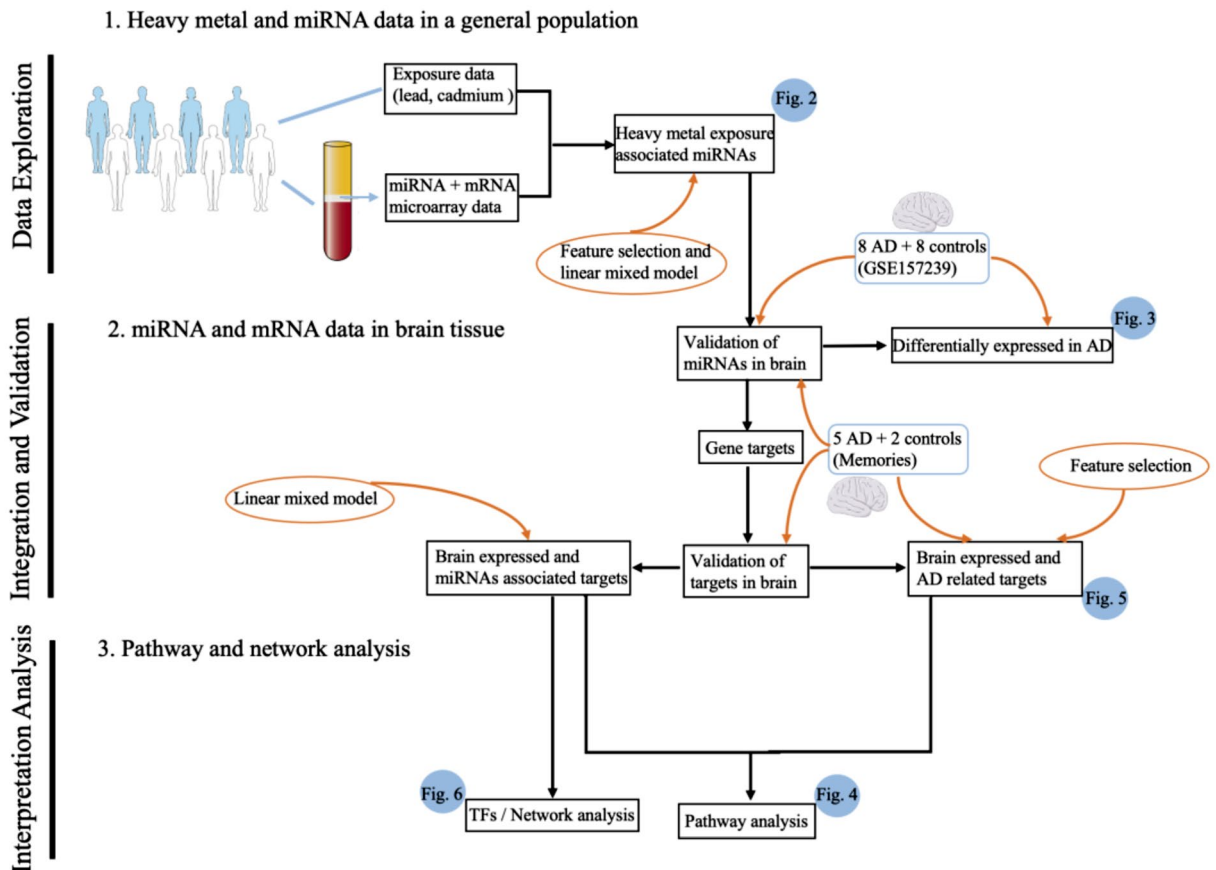 1. Heavy metal and miRNA data in a general population
Data Exploration
Exposure data
(lead, cadmium )
Fig. 2
Heavy metal exposure
associated miRNAs
miRNA + mRNA
microarray data
Feature selection and
linear mixed model
8 AD + 8 controls
(GSE157239)
Integration and Validation
2. miRNA and mRNA data in brain tissue
Fig. 3
Validation of
miRNAs in brain
Differentially expressed in AD
Gene targets
5 AD + 2 controls
(Memories)
Feature selection
Linear mixed model
Brain expressed and
miRNAs associated targets
Validation of
targets in brain
Brain expressed and
AD related targets
Fig. 5
Interpretation Analysis
3. Pathway and network analysis
Fig. 6
TFs / Network analysis
Fig. 4
Pathway analysis